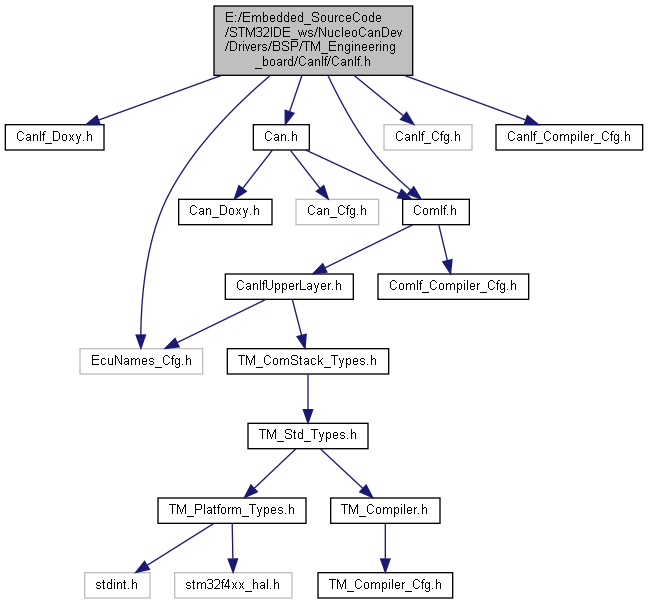 E:/Embedded_SourceCode
/STM32IDE_ws/NucleoCanDev
/Drivers/BSP/TM_Engineering
_board/CanIf/CanIf.h
CanIf_Doxy.h
Can.h
CanIf_Cfg.h
CanIf_Compiler_Cfg.h
Can_Doxy.h
Can_Cfg.h
ComIf.h
CanIfUpperLayer.h
ComIf_Compiler_Cfg.h
EcuNames_Cfg.h
TM_ComStack_Types.h
TM_Std_Types.h
TM_Platform_Types.h
TM_Compiler.h
stdint.h
stm32f4xx_hal.h
TM_Compiler_Cfg.h